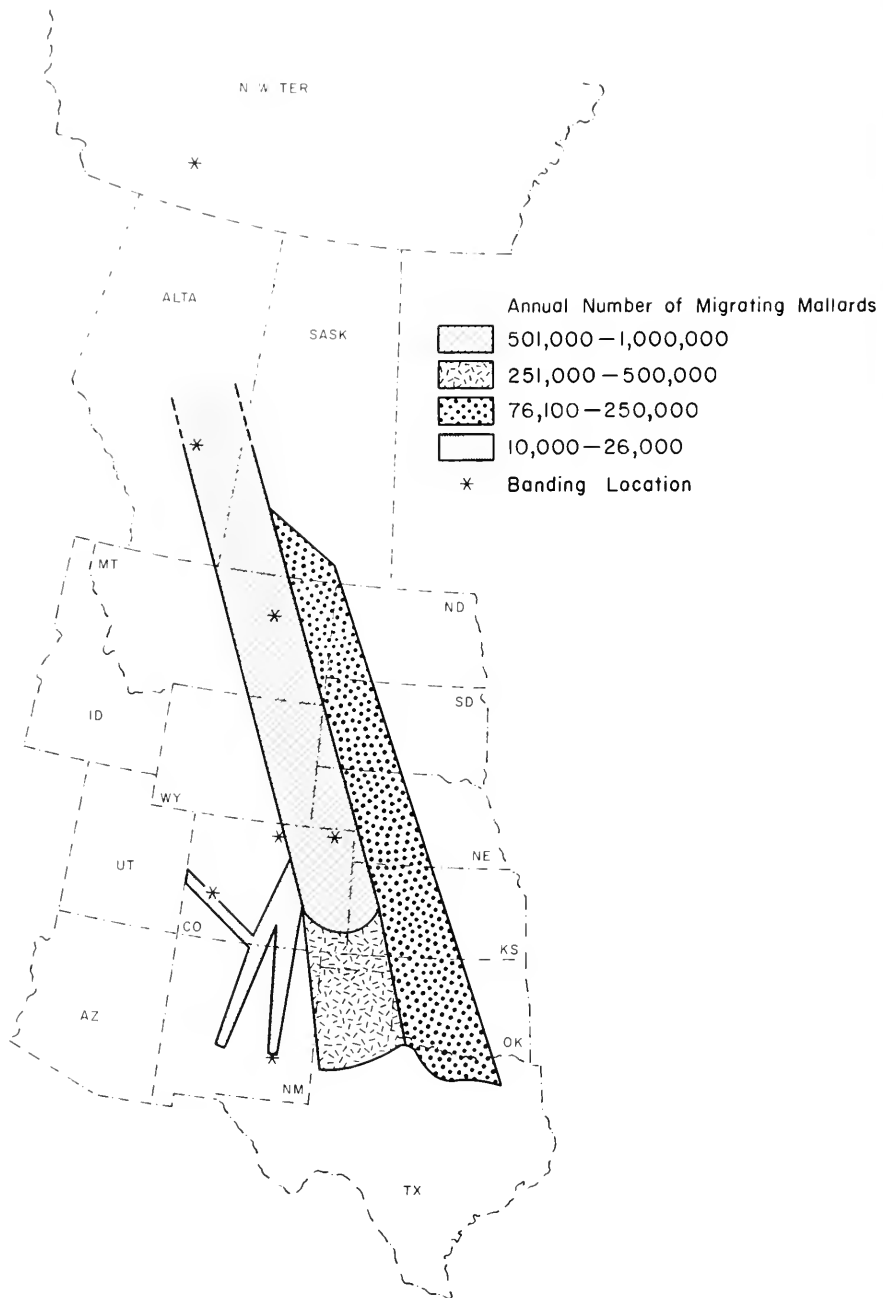 N W TER
ALTA
SASK
Annual Number of Migrating Mallards
501,000–1,000,000
251,000–500,000
76,100–250,000
10,000–26,000
* Banding Location
MT
ND
ID
SD
WY
UT
NE
CO
KS
AZ
OK
NM
TX